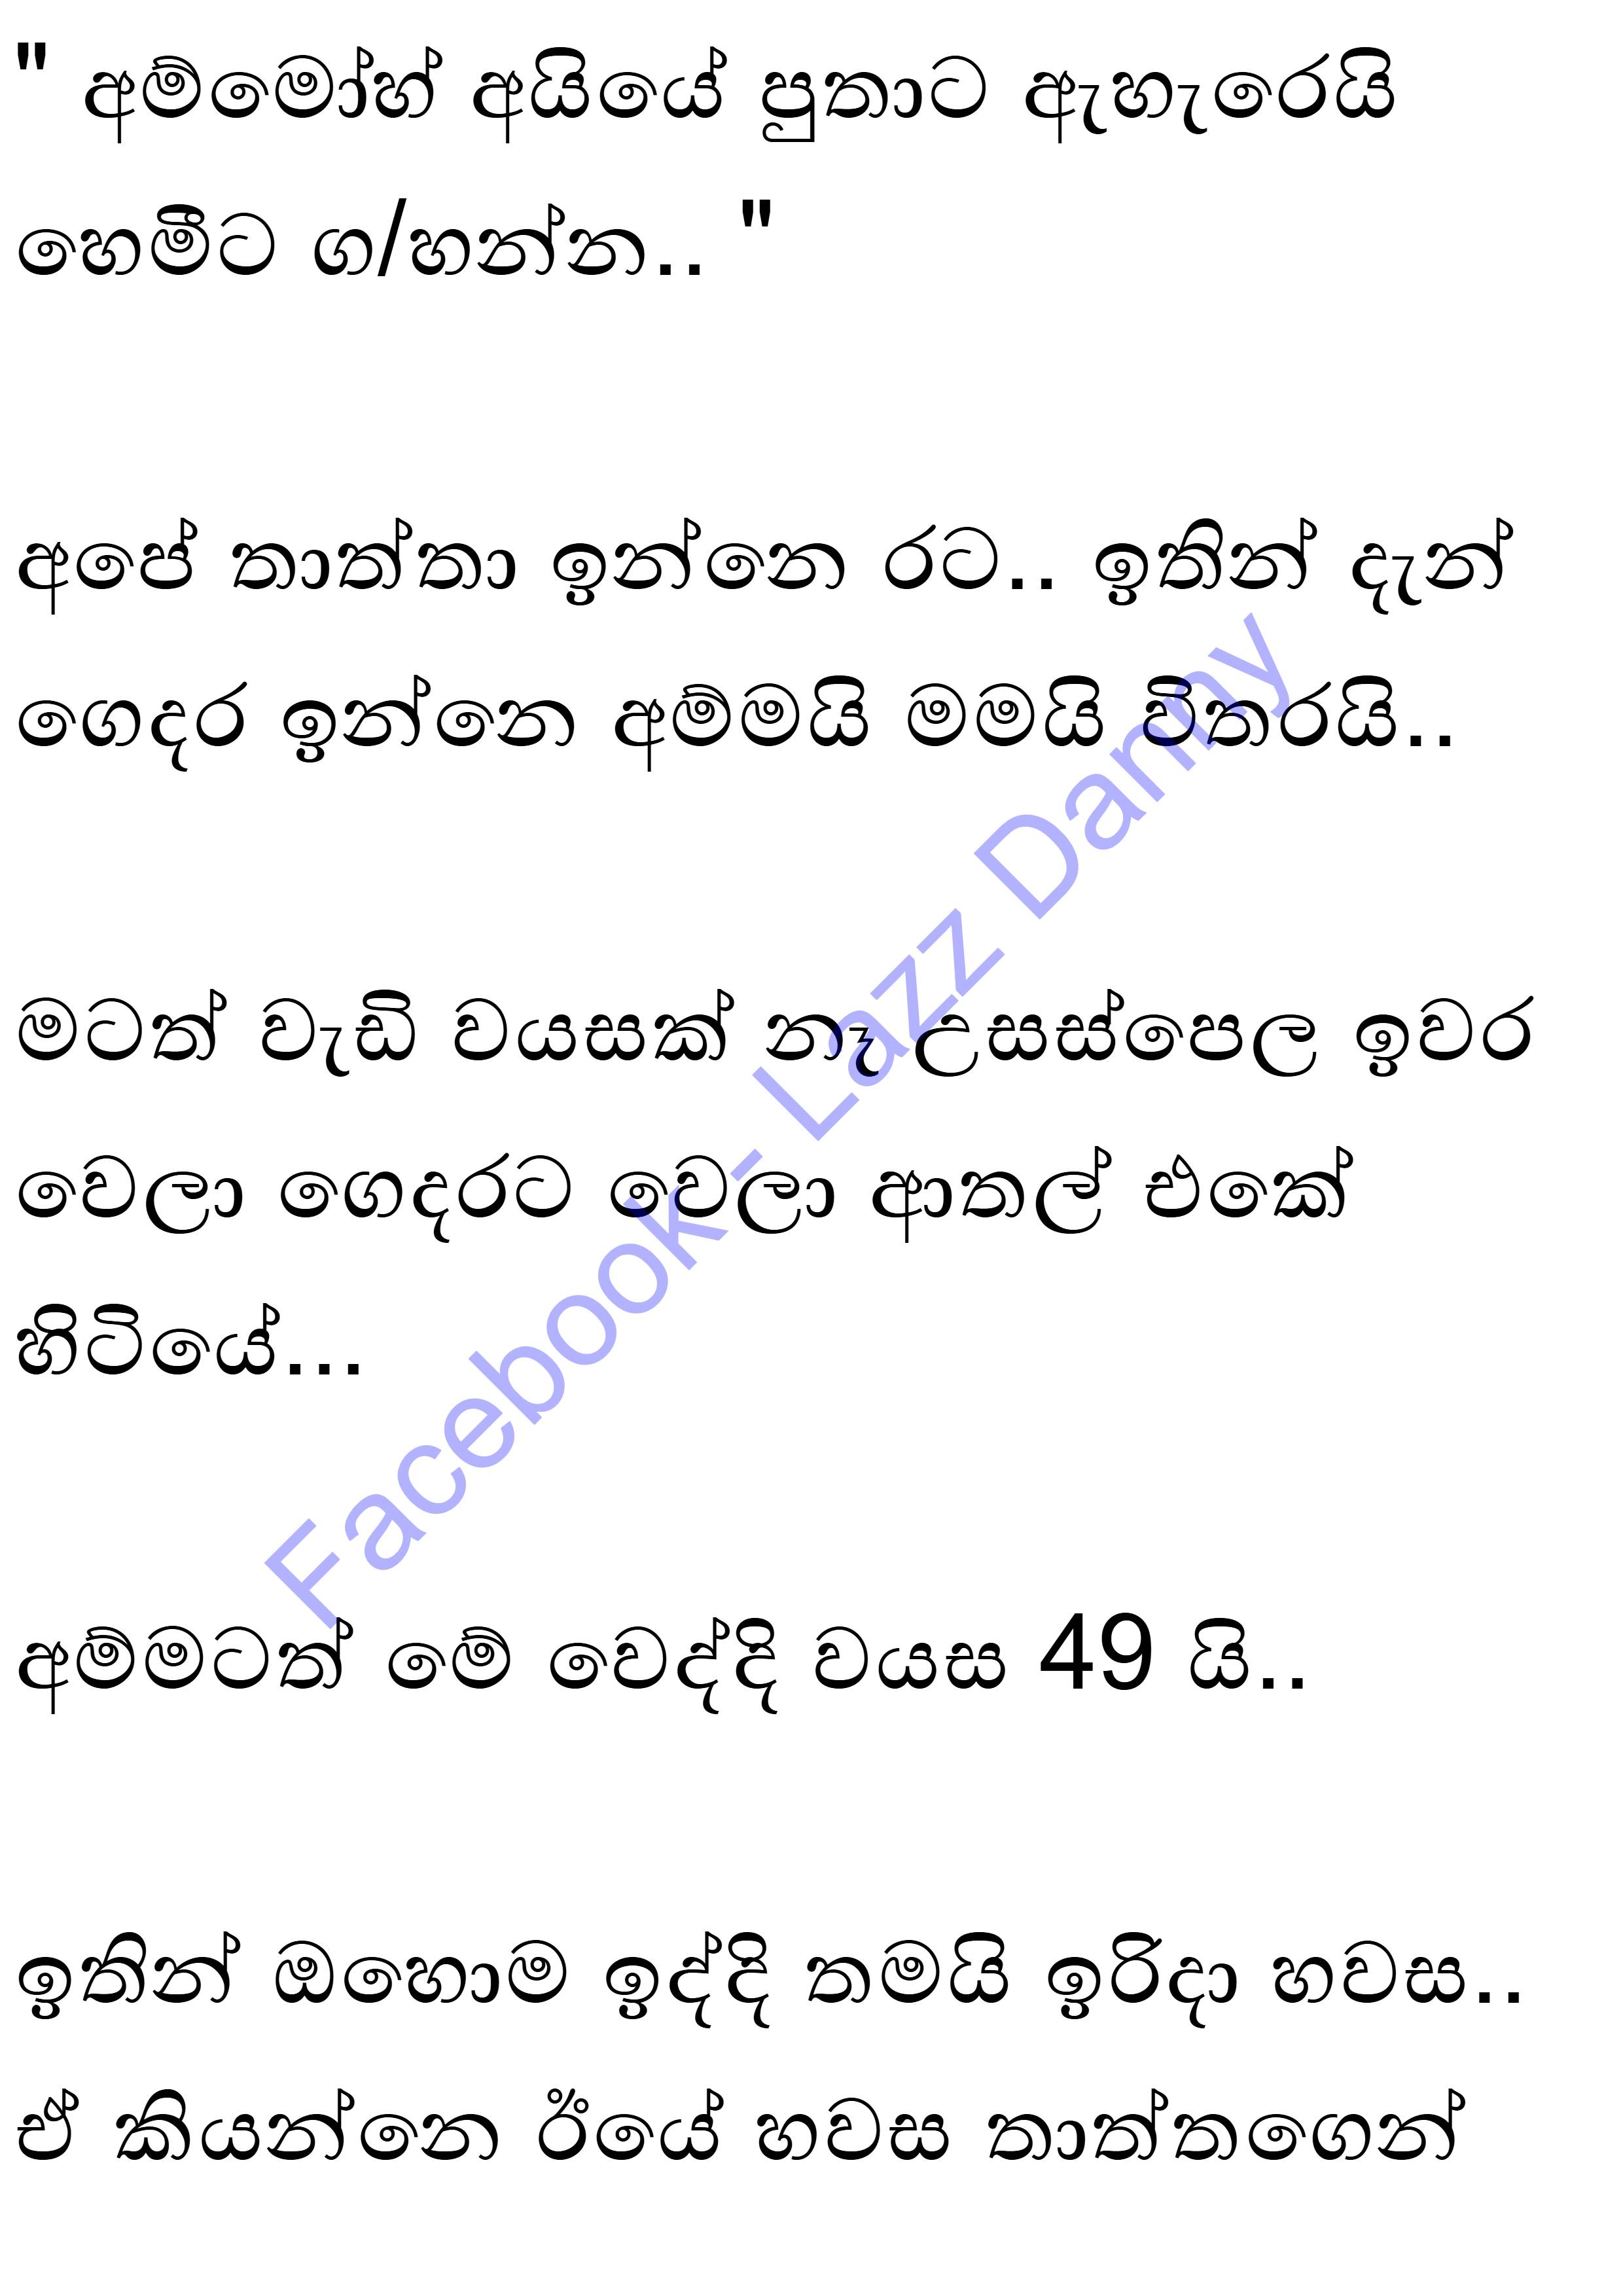 " අම්මෝහ් අයියේ පුතාට ඇහැරෙයි
හෙමීට ග/හන්න.. "
අපේ තාත්තා ඉන්නෙ රට.. ඉතින් දැන්
ගෙදර ඉන්නෙ අම්මයි මමයි විතරයි..
මටත් වැඩි වයසක් නෑ උසස්පෙල ඉවර
වෙලා ගෙදරට වෙලා ආතල් එකේ
හිටියේ...
අම්මටත් මේ වෙද්දි වයස 49 යි..
ඉතින් ඔහොම ඉද්දි තමයි ඉරිදා හවස..
ඒ කියන්නෙ ඊයේ හවස තාත්තගෙන්
Facebook- Lazz Dammy